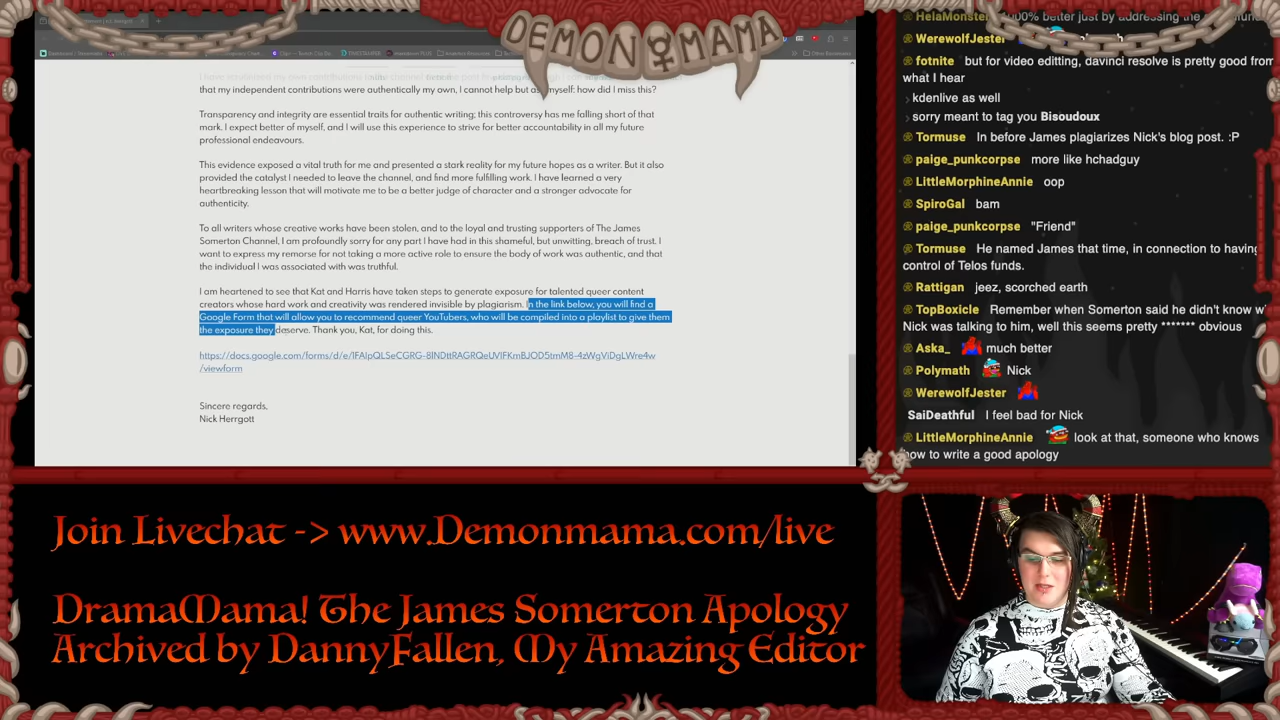 DEMON MAMA
that my independent contributions were authentically my own, I cannot help but ask myself: how did I miss this?
Transparency and integrity are essential traits for authentic writing; this controversy has me falling short of that
mark. I expect better of myself, and I will use this experience to strive for better accountability in all my future
professional endeavours.
This evidence exposed a vital truth for me and presented a stark reality for my future hopes as a writer. But it also
provided the catalyst I needed to leave the channel, and find more fulfilling work. I have learned a very
heartbreaking lesson that will motivate me to be a better judge of character and a stronger advocate for
authenticity.
To all writers whose creative works have been stolen, and to the loyal and trusting supporters of The James
Somerton Channel, I am profoundly sorry for any part I have had in this shameful, but unwitting, breach of trust. I
want to express my remorse for not taking a more active role to ensure the body of work was authentic, and that
the individual I was associated with was truthful.
I am heartened to see that Kat and Harris have taken steps to generate exposure for talented queer content
creators whose hard work and creativity was rendered invisible by plagiarism. In the link below, you will find a
Google Form that will allow you to recommend queer YouTubers, who will be compiled into a playlist to give them
the exposure they deserve. Thank you, Kat, for doing this.
/viewform
Sincere regards,
Nick Herrgott
HelaMonster 1000% better just by addressing the
WerewolfJester
fotnite but for video editting, davinci resolve is pretty good from
what I hear
kdenlive as well
sorry meant to tag you Bisoudoux
Tormuse In before James plagiarizes Nick's blog post. :P
paige_punkcorpse more like hchadguy
LittleMorphineAnnie oop
SpiroGal bam
paige_punkcorpse "Friend"
Tormuse He named James that time, in connection to having
control of Telos funds.
Rattigan jeez, scorched earth
TopBoxicle Remember when Somerton said he didn't know w
Nick was talking to him, well this seems pretty ******* obvious
Aska_ much better
Polymath Nick
WerewolfJester
SaiDeathful I feel bad for Nick
LittleMorphineAnnie look at that, someone who knows
how to write a good apology
Join Livechat -> www.Demonmama.com/live
DramaMama! The James Somerton Apology
Archived by DannyFallen, My Amazing Editor